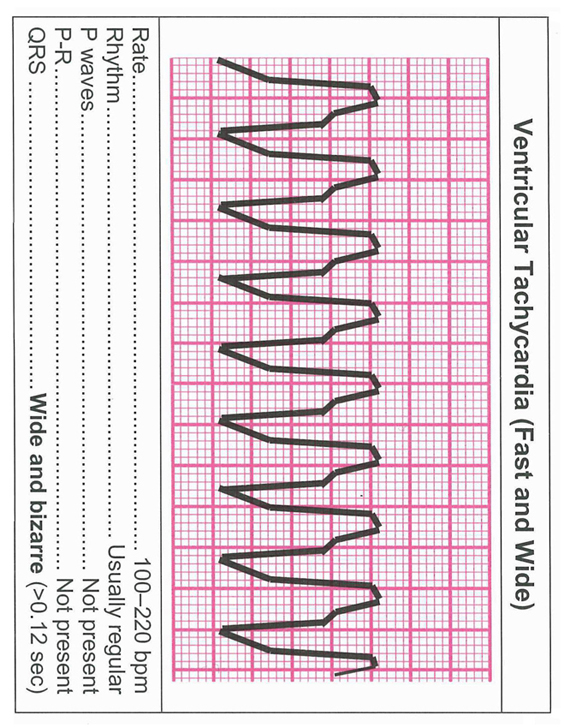 Ventricular Tachycardia (Fast and Wide)
Rate................................................................ 100–220 bpm
Rhythm............................................................ Usually regular
P waves............................................................ Not present
P-R.................................................................. Not present
QRS ................................................ Wide and bizarre (>0.12 sec)